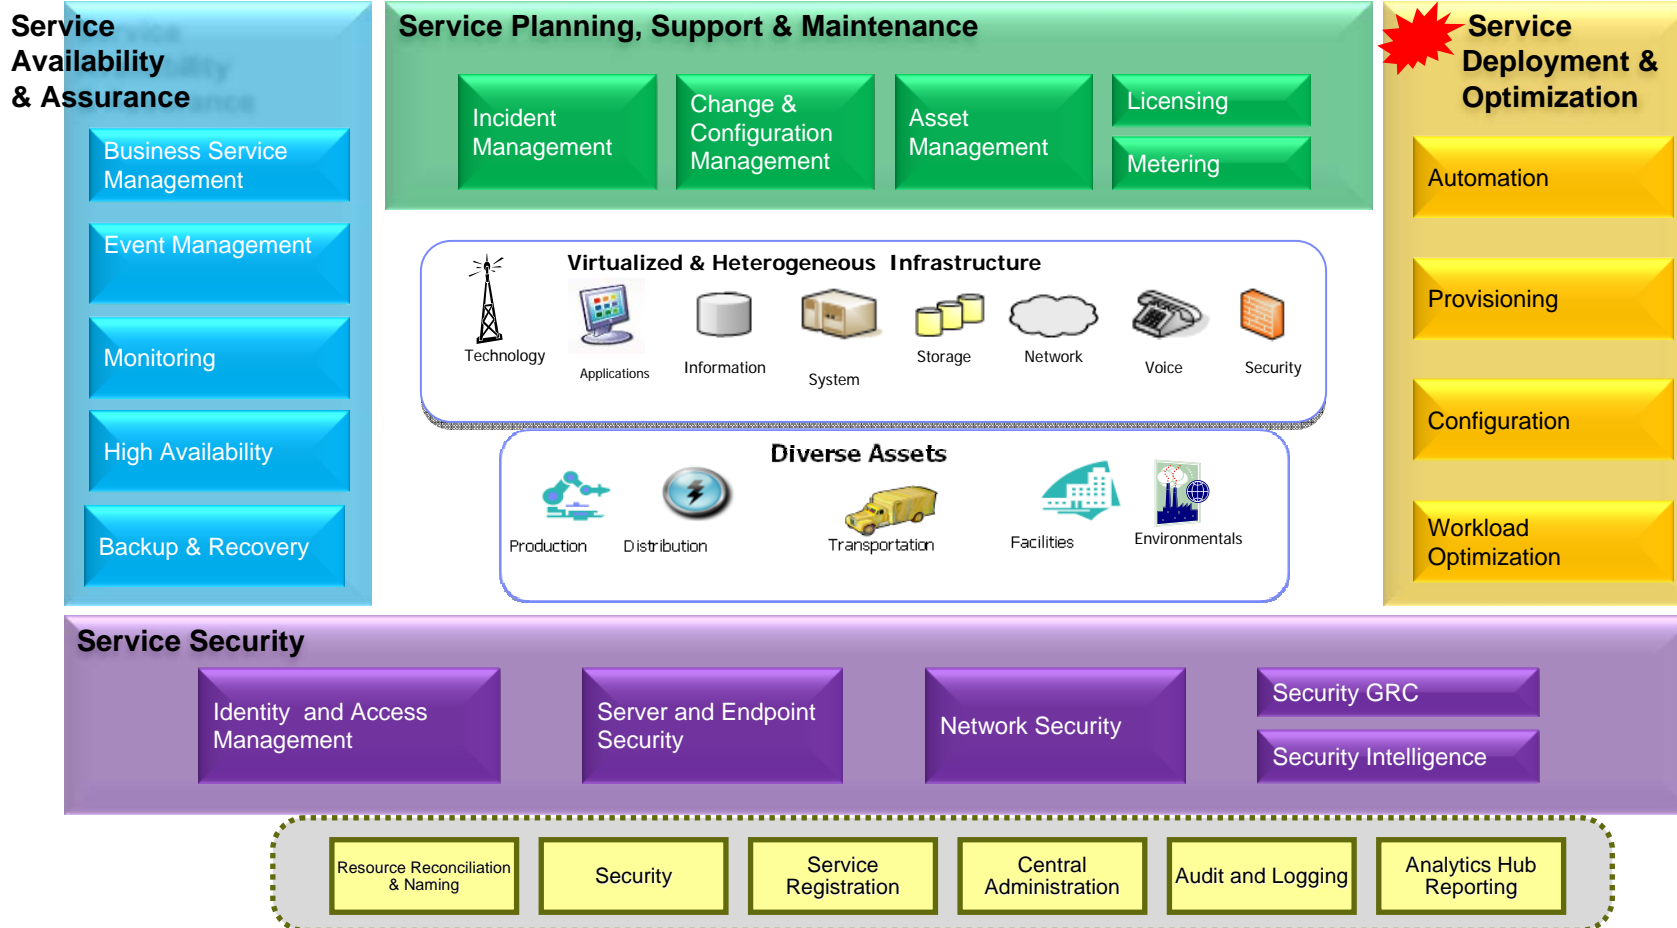 Service
Availability
& Assurance
Business Service
Management
Event Management
Monitoring
High Availability
Backup & Recovery
Service Planning, Support & Maintenance
Incident
Management
Change &
Configuration
Management
Asset
Management
Licensing
Metering
Service
Deployment &
Optimization
Automation
Provisioning
Configuration
Workload
Optimization
Virtualized & Heterogeneous Infrastructure
Technology
Applications
Information
System
Storage
Network
Voice
Security
Diverse Assets
Production
Distribution
Transportation
Facilities
Environmentals
Service Security
Identity and Access
Management
Server and Endpoint
Security
Network Security
Security GRC
Security Intelligence
Resource Reconciliation
& Naming
Security
Service
Registration
Central
Administration
Audit and Logging
Analytics Hub
Reporting